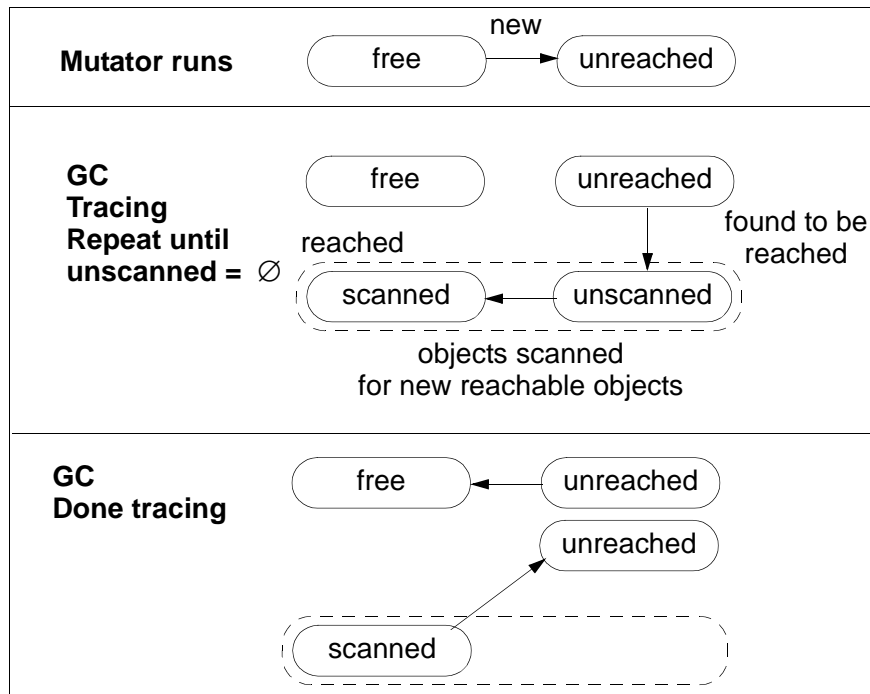 new
Mutator runs
free
unreached
GC
Tracing
Repeat until
unscanned = ∅
free
unreached
found to be
reached
reached
scanned
unscanned
objects scanned
for new reachable objects
GC
Done tracing
free
unreached
unreached
scanned